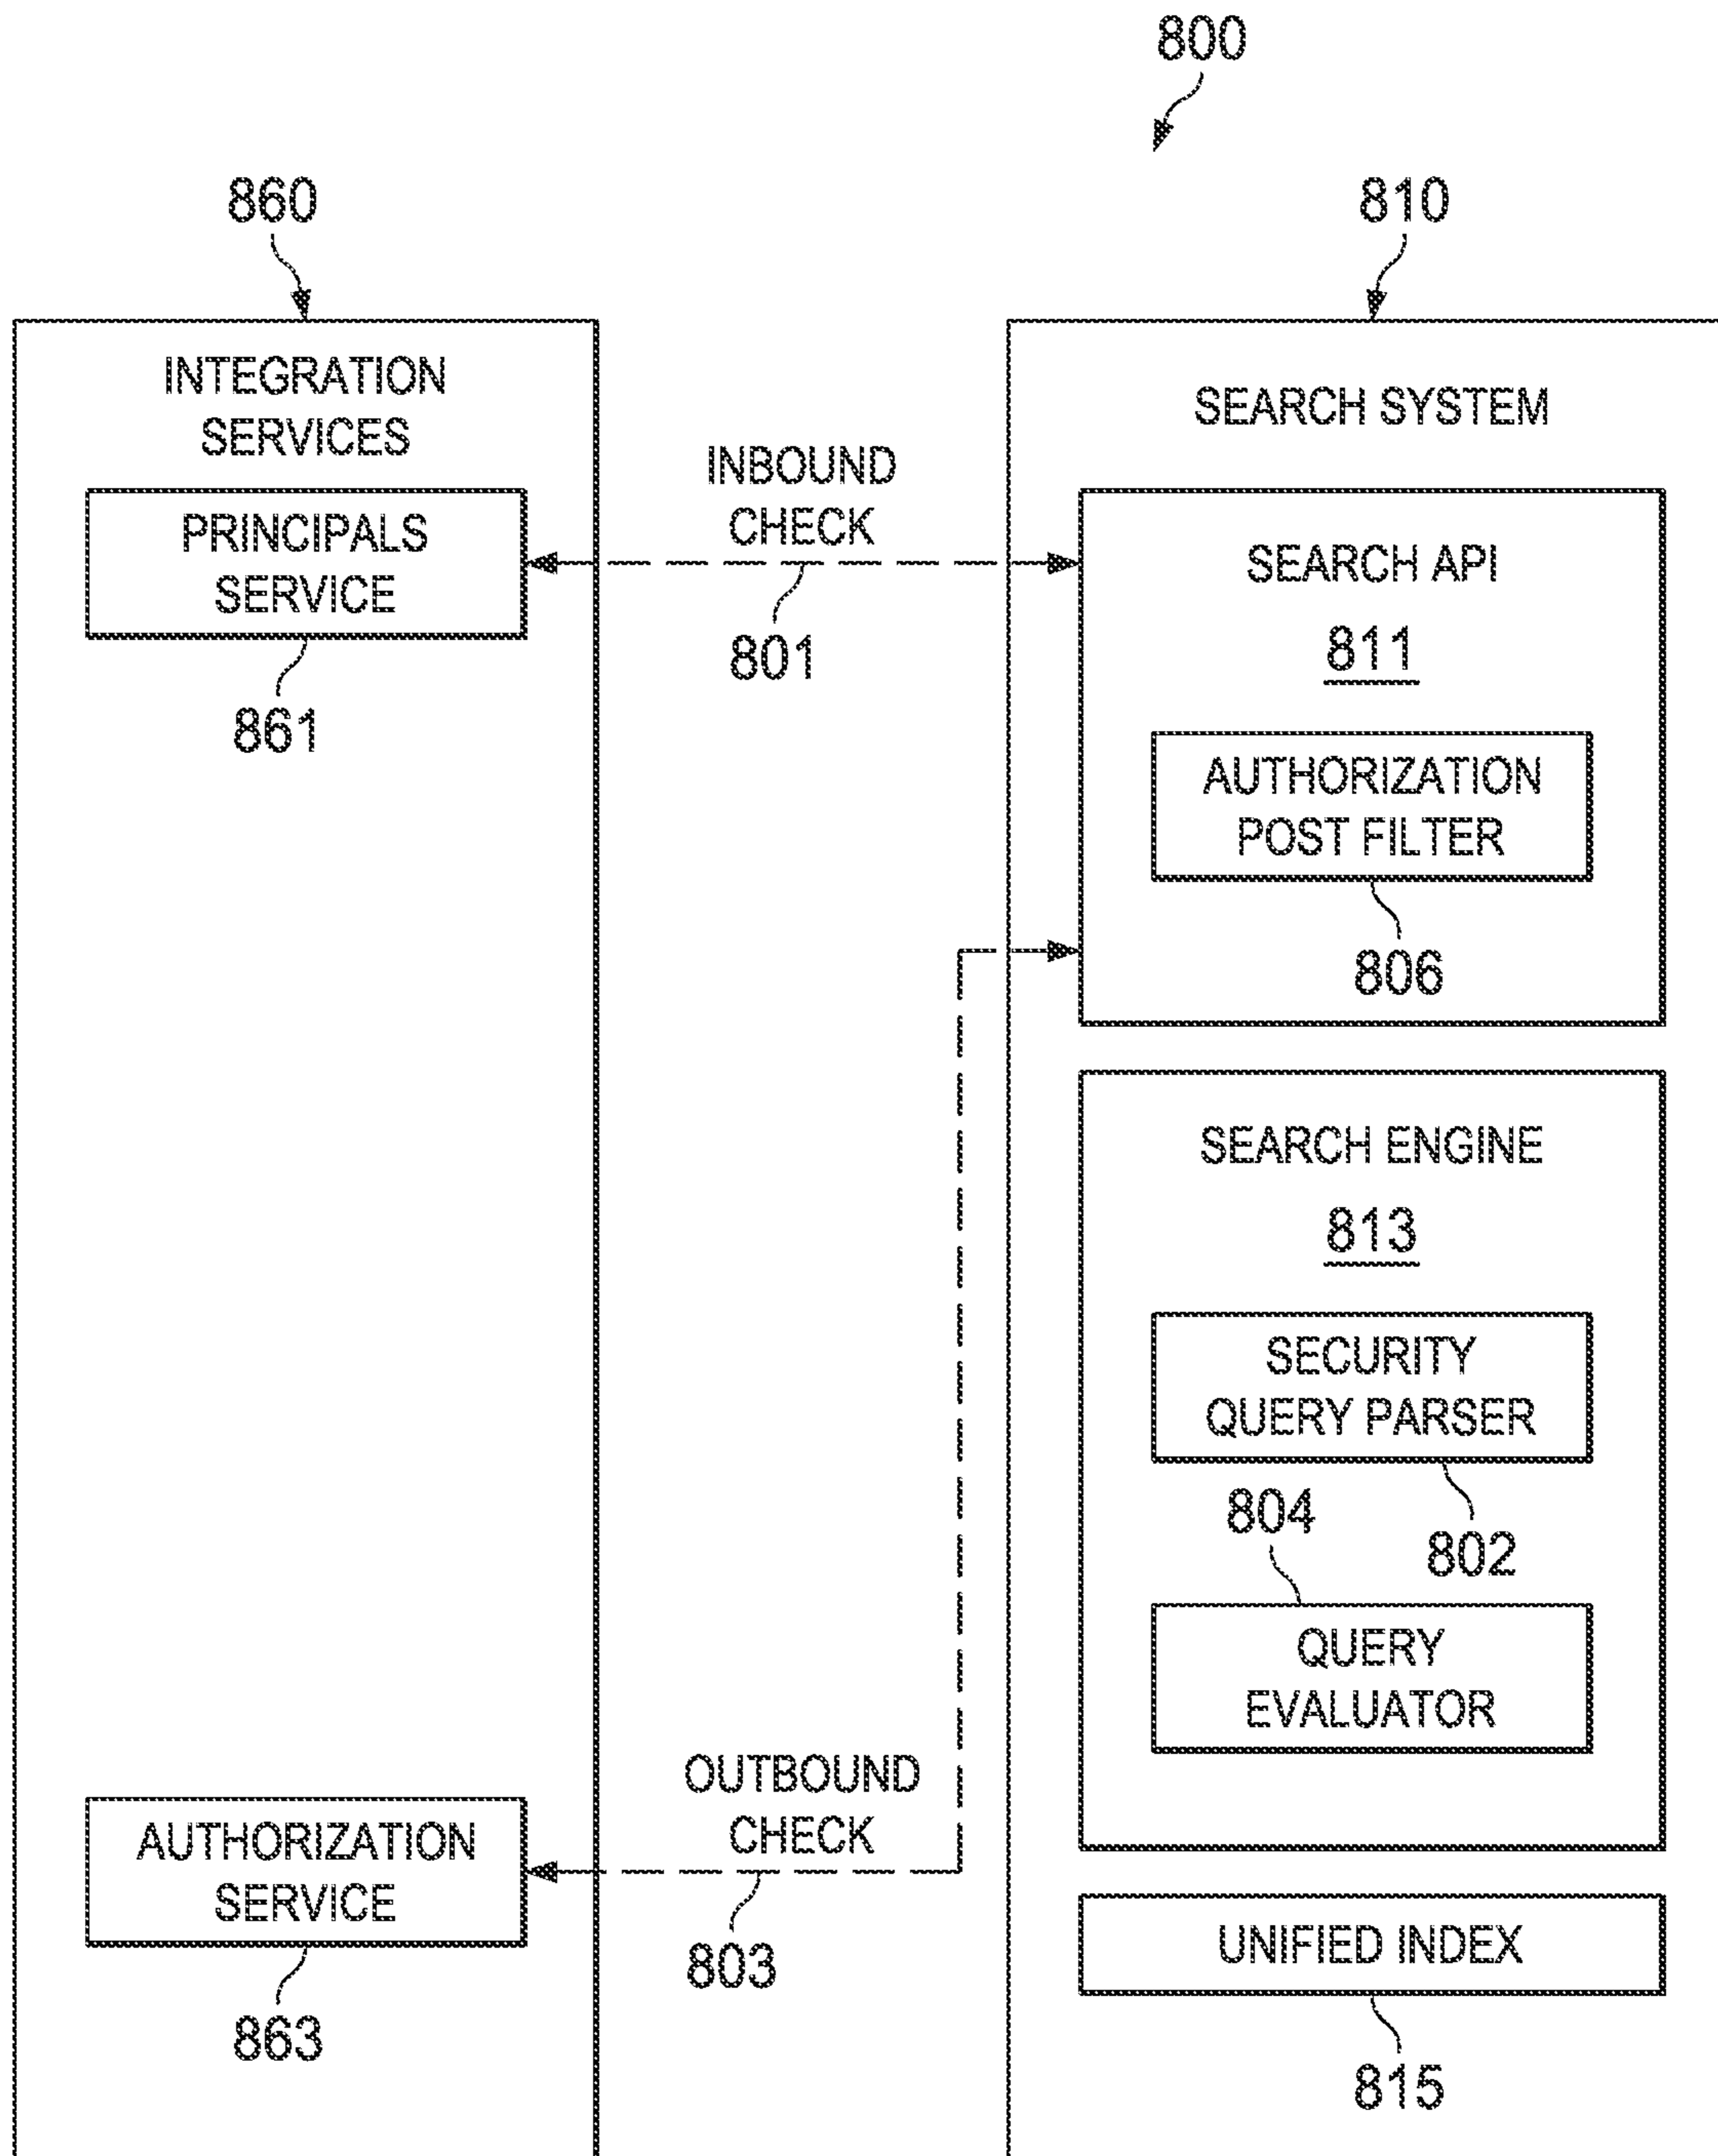 800
860
810
INTEGRATION
SERVICES
PRINCIPALS
SERVICE
861
INBOUND
CHECK
801
SEARCH SYSTEM
SEARCH API
811
AUTHORIZATION
POST FILTER
806
SEARCH ENGINE
813
SECURITY
QUERY PARSER
804
802
QUERY
EVALUATOR
OUTBOUND
CHECK
803
AUTHORIZATION
SERVICE
863
UNIFIED INDEX
815